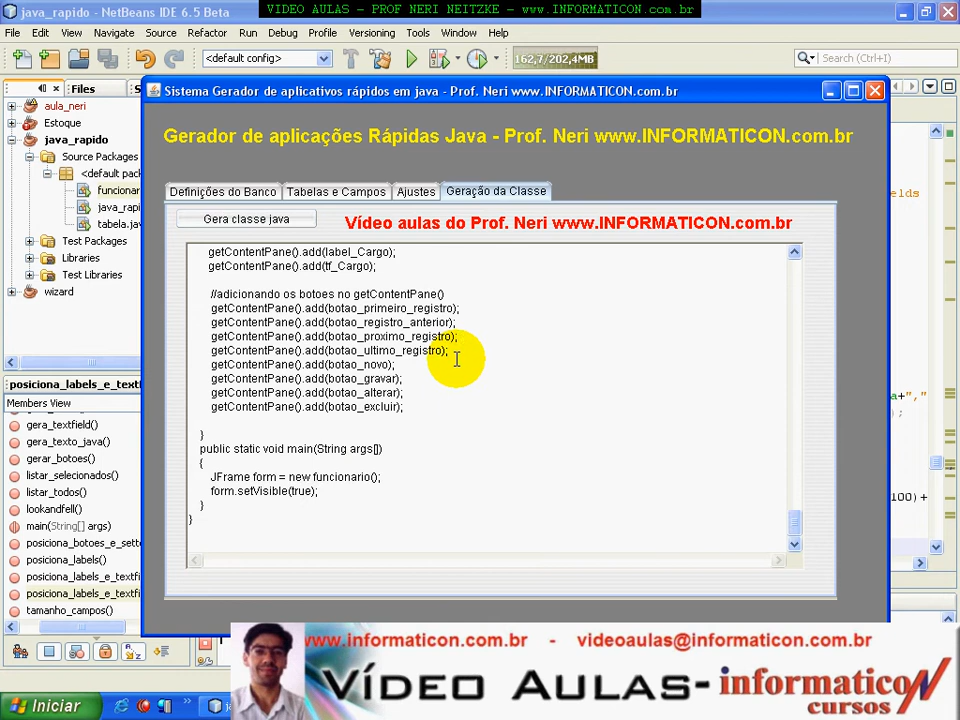 java_rapido - NetBeans IDE 6.5 Beta
VIDEO AULAS - PROF NERI NEITZKE - www.INFORMATICON.com.br
File Edit View Navigate Source Refactor Run Debug Profile Versioning Tools Window Help
<default config>
162,7/202,4MB
Search (Ctrl+I)
Files
Sistema Gerador de aplicativos rápidos em java - Prof. Neri www.INFORMATICON.com.br
aula_neri
Estoque
java_rapido
Source Packages
<default pack
funcionar
java_rapi
tabela.jav
Test Packages
Libraries
Test Libraries
wizard
Gerador de aplicações Rápidas Java - Prof. Neri www.INFORMATICON.com.br
Definições do Banco Tabelas e Campos Ajustes Geração da Classe
Gera classe java
Vídeo aulas do Prof. Neri www.INFORMATICON.com.br
getContentPane().add(label_Cargo);
getContentPane().add(tf_Cargo);
//adicionando os botoes no getContentPane()
getContentPane().add(botao_primeiro_registro);
getContentPane().add(botao_registro_anterior);
getContentPane().add(botao_proximo_registro);
getContentPane().add(botao_ultimo_registro);
getContentPane().add(botao_novo);
getContentPane().add(botao_gravar);
getContentPane().add(botao_alterar);
getContentPane().add(botao_excluir);
}
public static void main(String args[])
{
JFrame form = new funcionario();
form.setVisible(true);
}
}
elds
a+","
);
100)+
posiciona_labels_e_textf
Members View
gera_textfield()
gera_texto_java()
gerar_botoes()
listar_selecionados()
listar_todos()
lookandfell()
main(String[] args)
posiciona_botoes_e_sett
posiciona_labels()
posiciona_labels_e_textfi
posiciona_labels_e_textfi
tamanho_campos()
www.informaticon.com.br - videoaulas@informaticon.com.br
Vídeo Aulas- informaticon
cursos
Iniciar